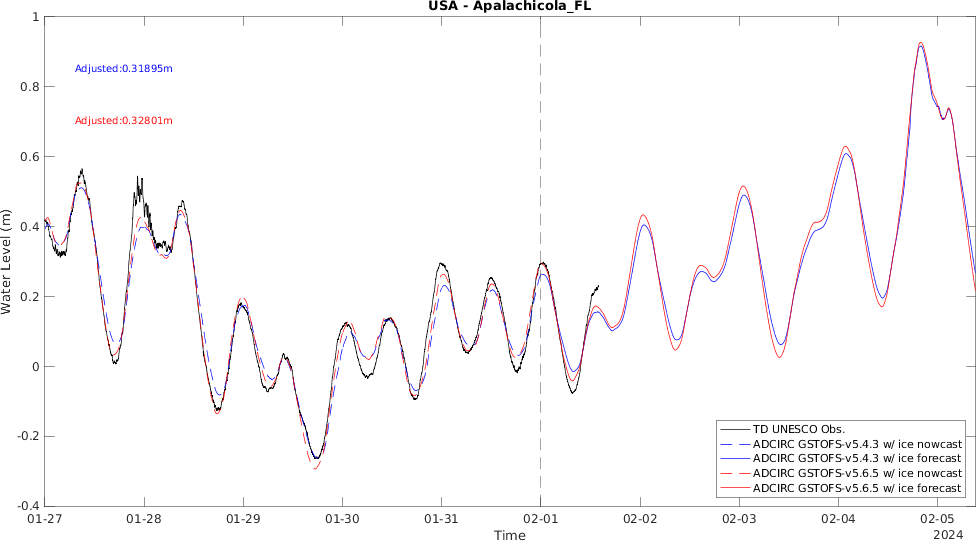 USA - Apalachicola_FL
1
0.8
0.6
0.4
0.2
0
-0.2
-0.4
Water Level (m)
Adjusted:0.31895m
Adjusted:0.32801m
TD UNESCO Obs.
ADCIRC GSTOFS-v5.4.3 w/ ice nowcast
ADCIRC GSTOFS-v5.4.3 w/ ice forecast
ADCIRC GSTOFS-v5.6.5 w/ ice nowcast
ADCIRC GSTOFS-v5.6.5 w/ ice forecast
01-27 01-28 01-29 01-30 01-31 02-01 02-02 02-03 02-04 02-05
Time
2024